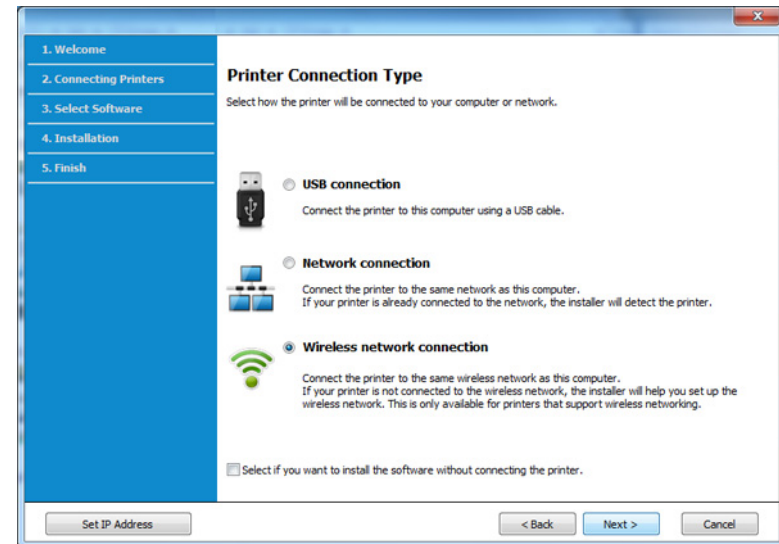 1. Welcome
2. Connecting Printers
3. Select Software
4. Installation
5. Finish
Printer Connection Type
Select how the printer will be connected to your computer or network.
USB connection
Connect the printer to this computer using a USB cable.
Network connection
Connect the printer to the same network as this computer.
If your printer is already connected to the network, the installer will detect the printer.
Wireless network connection
Connect the printer to the same wireless network as this computer.
If your printer is not connected to the wireless network, the installer will help you set up the
wireless network. This is only available for printers that support wireless networking.
Select if you want to install the software without connecting the printer.
Set IP Address
< Back
Next >
Cancel